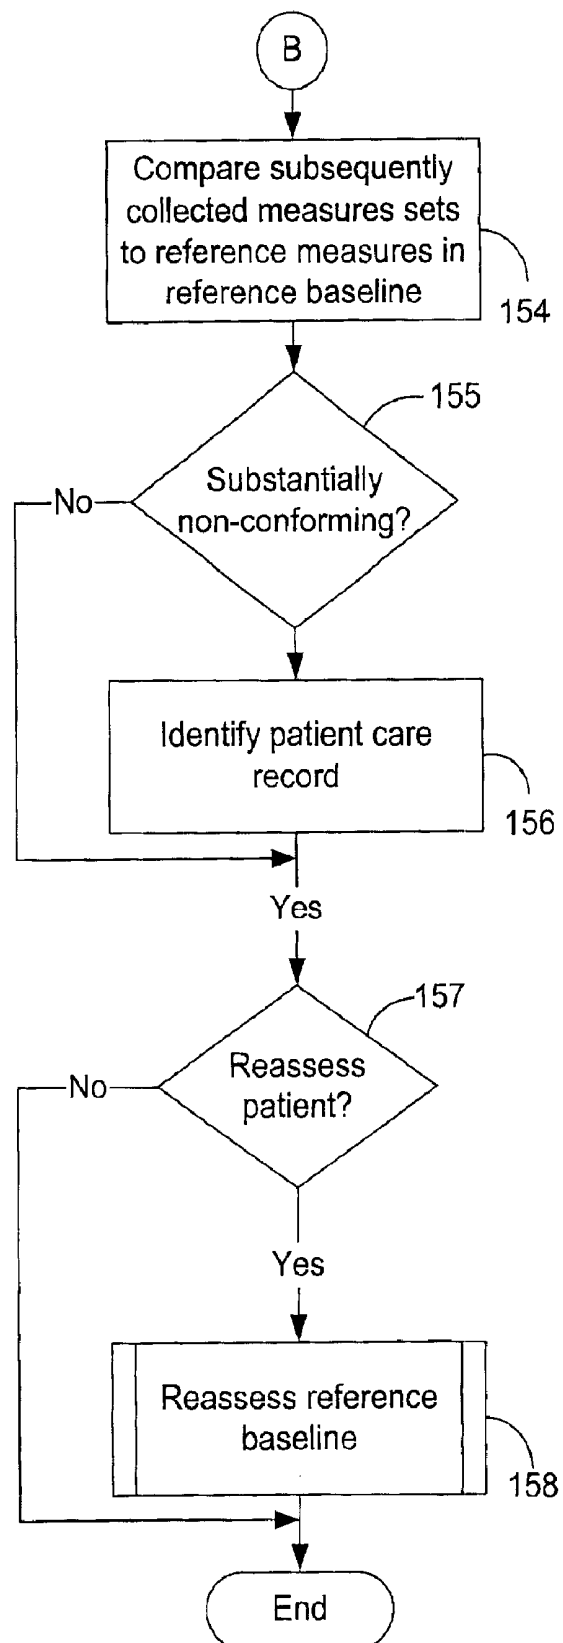 B
Compare subsequently
collected measures sets
to reference measures in
reference baseline
154
155
Substantially
non-conforming?
No
Identify patient care
record
156
Yes
157
Reassess
patient?
No
Yes
Reassess reference
baseline
158
End